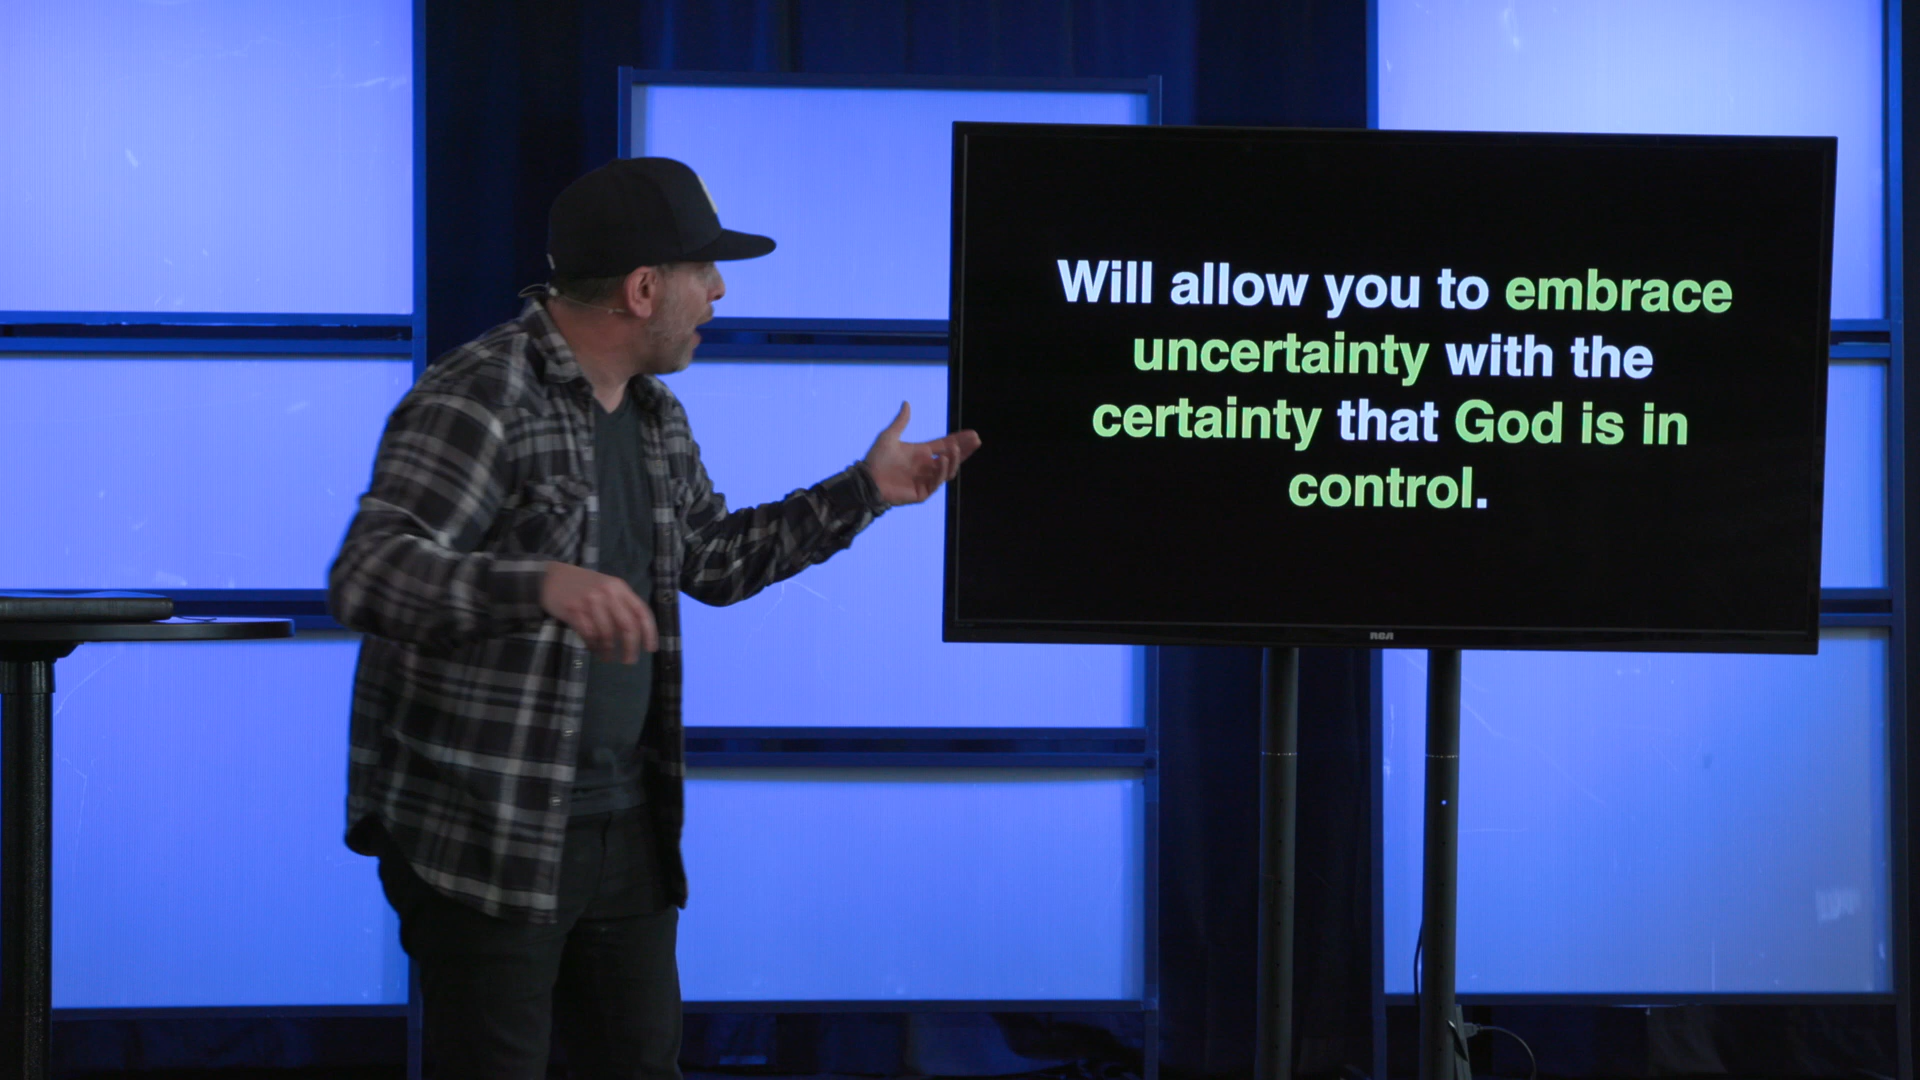 Will allow you to embrace
uncertainty with the
certainty that God is in
control.
RCA